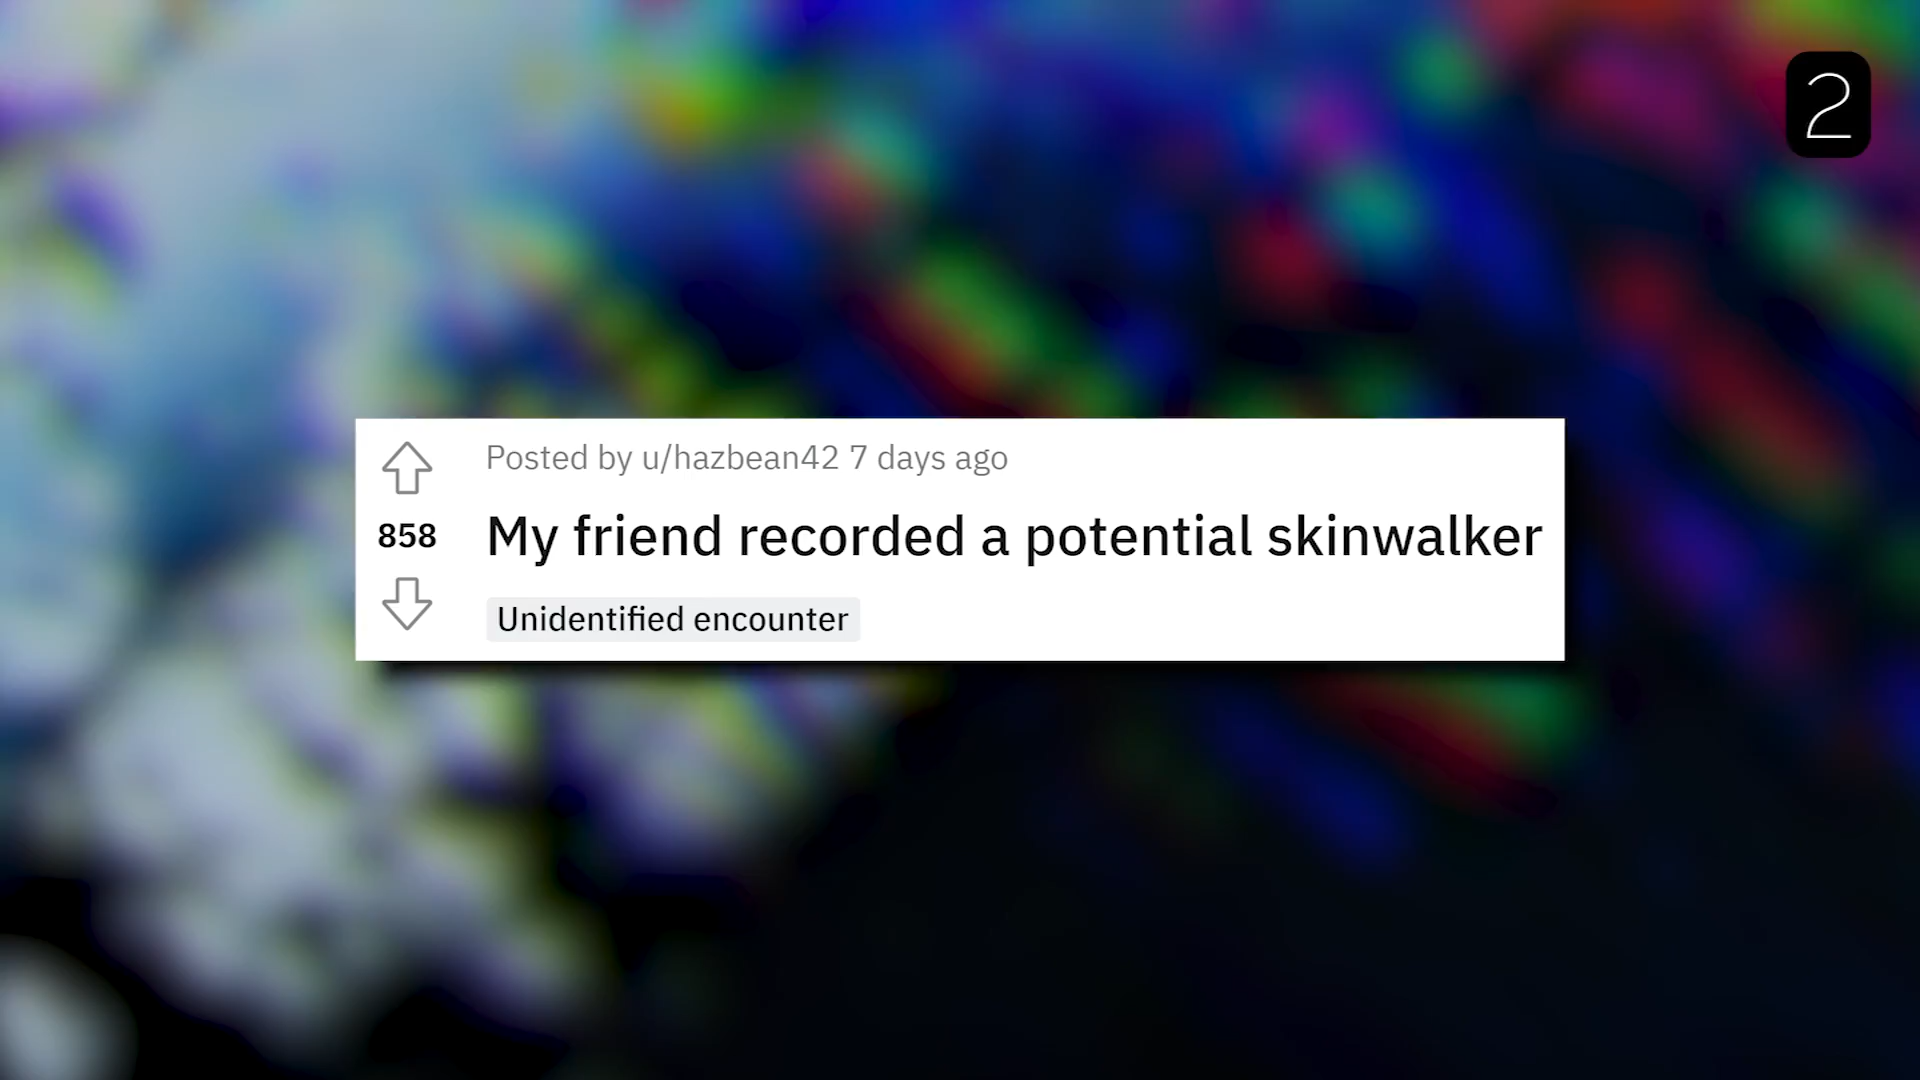 2
Posted by u/hazbean42 7 days ago
858
My friend recorded a potential skinwalker
Unidentified encounter